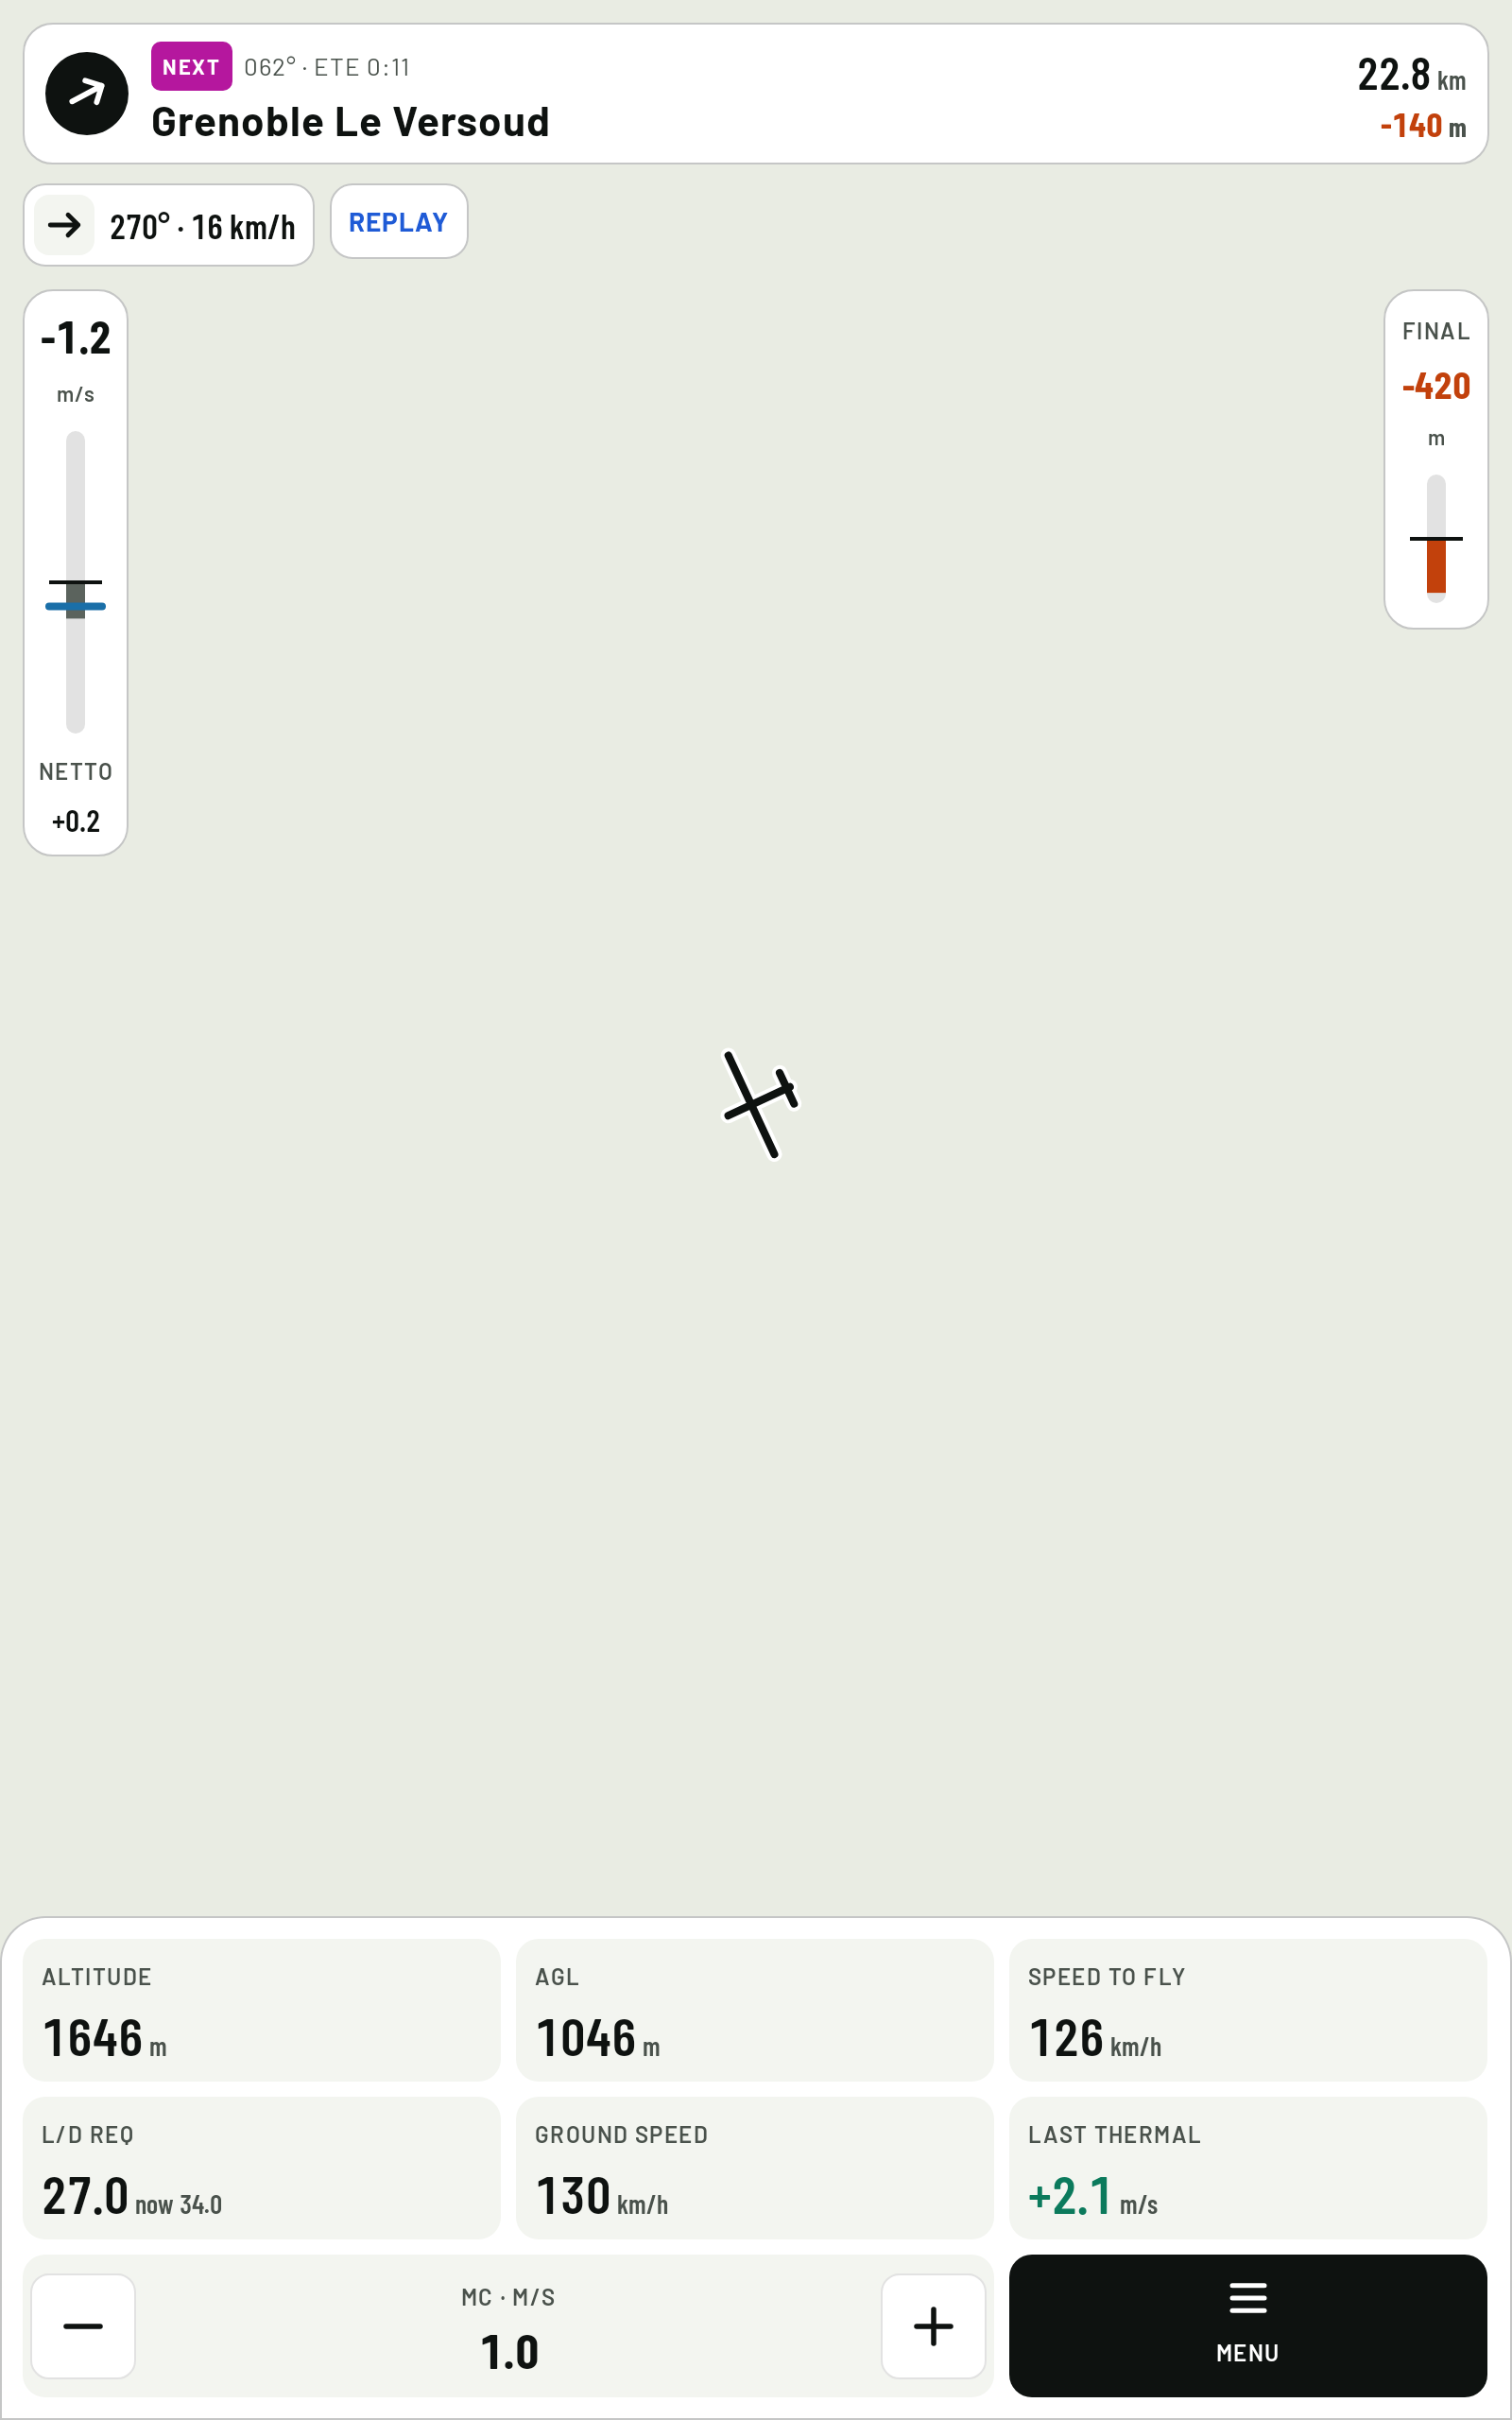 NEXT 062° · ETE 0:11
Grenoble Le Versoud
22.8 km
-140 m
270° · 16 km/h
REPLAY
-1.2
m/s
NETTO
+0.2
FINAL
-420
m
ALTITUDE
1646 m
AGL
1046 m
SPEED TO FLY
126 km/h
L/D REQ
27.0 now 34.0
GROUND SPEED
130 km/h
LAST THERMAL
+2.1 m/s
MC · M/S
1.0
MENU